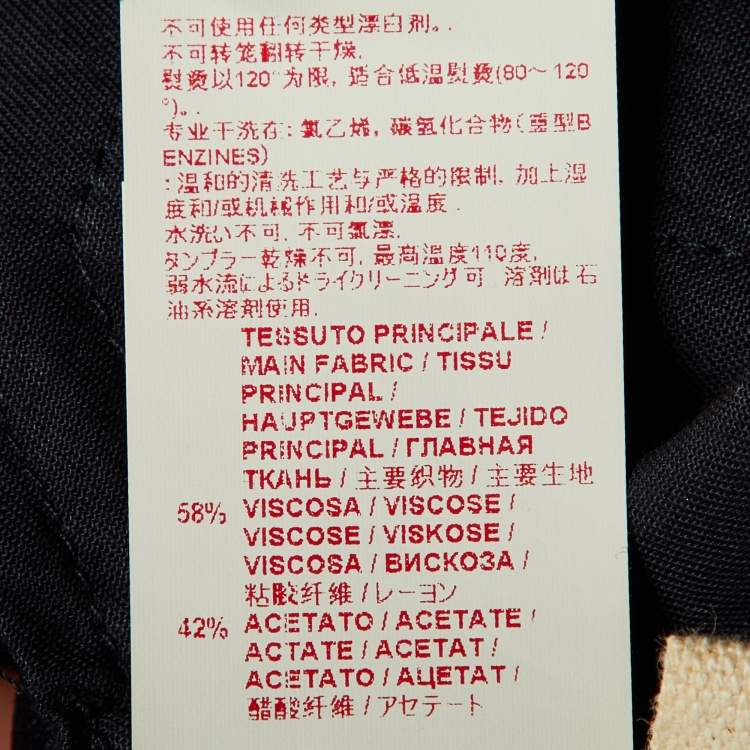 不可使用任何类型漂白剂。.
不可转笼翻转干燥.
熨烫以120°为限, 适合低温熨烫(80～120
°)。.
专业干洗在: 氯乙烯, 碳氢化合物(重型B
ENZINES)
:温和的清洗工艺与严格的限制. 加上湿
度和/或机械作用和/或温度.
水洗い不可. 不可氯漂.
タンブラー乾燥不可, 最高温度110度,
弱水流によるドライクリーニング可. 溶剤は石
油系溶剤使用.
TESSUTO PRINCIPALE /
MAIN FABRIC / TISSU
PRINCIPAL /
HAUPTGEWEBE / TEJIDO
PRINCIPAL / ГЛАВНАЯ
ТКАНЬ / 主要织物 / 主要生地
58% VISCOSA / VISCOSE /
VISCOSE / VISKOSE /
VISCOSA / ВИСКОЗА /
粘胶纤维 / レーヨン
42% ACETATO / ACETATE /
ACTATE / ACETAT /
ACETATO / АЦЕТАТ /
醋酸纤维 / アセテート